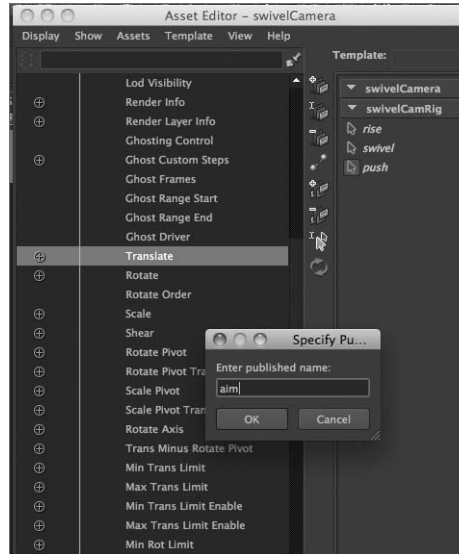 Asset Editor – swivelCamera
Display Show Assets Template View Help
Template:
Lod Visibility
Render Info
Render Layer Info
Ghosting Control
Ghost Custom Steps
Ghost Frames
Ghost Range Start
Ghost Range End
Ghost Driver
Translate
Rotate
Rotate Order
Scale
Shear
Rotate Pivot
Rotate Pivot Tra
Scale Pivot
Scale Pivot Tran
Rotate Axis
Trans Minus Rotate Pivot
Min Trans Limit
Max Trans Limit
Min Trans Limit Enable
Max Trans Limit Enable
Min Rot Limit
swivelCamera
swivelCamRig
rise
swivel
push
Specify Pu...
Enter published name:
aim
OK Cancel